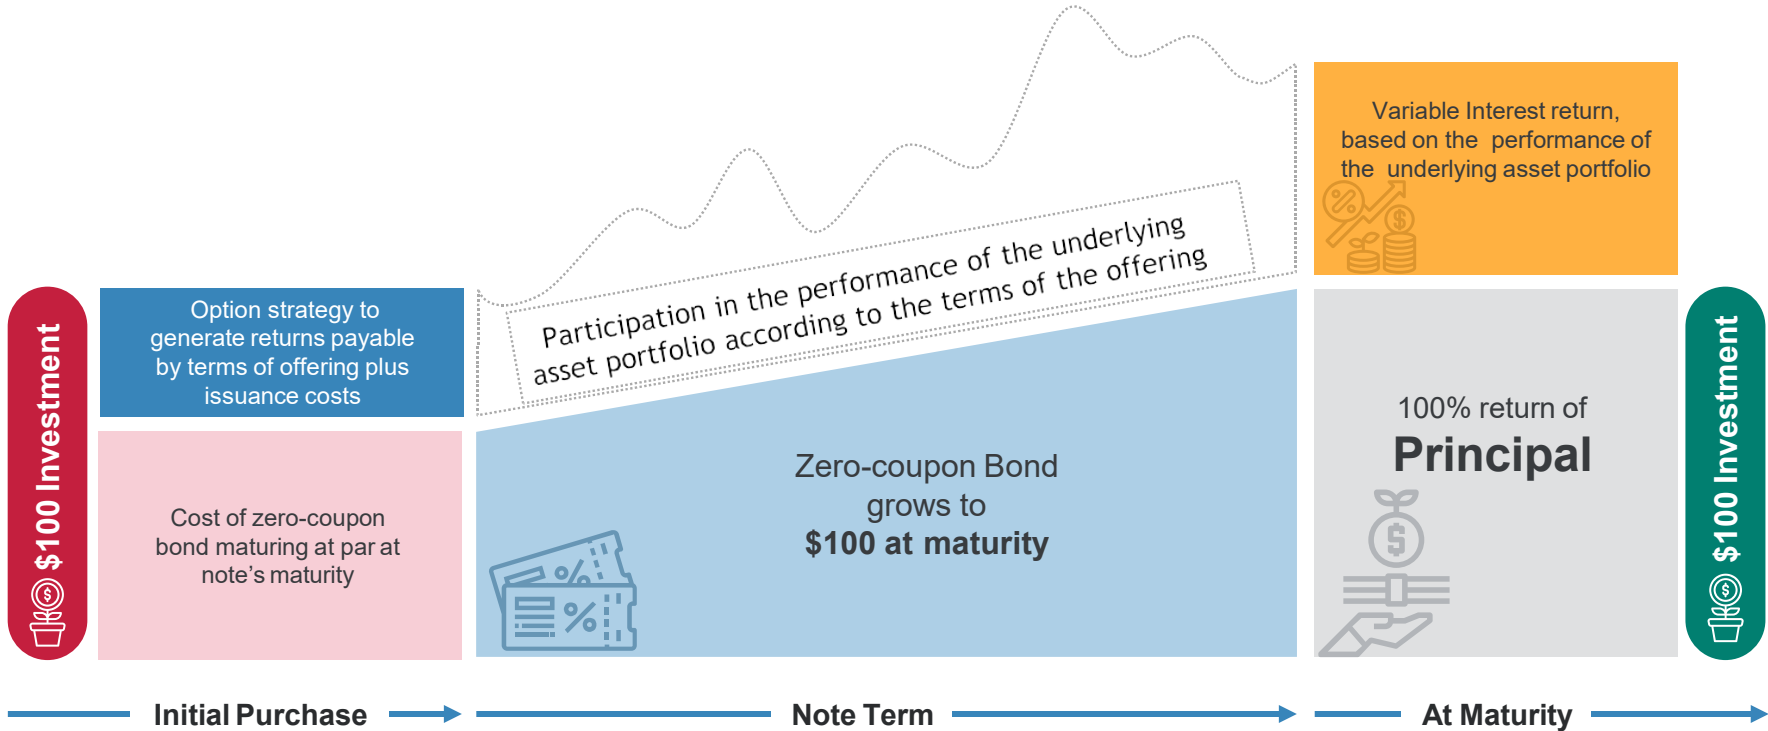 $100 Investment
Option strategy to
generate returns payable
by terms of offering plus
issuance costs
Cost of zero-coupon
bond maturing at par at
note’s maturity
Participation in the performance of the underlying
asset portfolio according to the terms of the offering
Zero-coupon Bond
grows to
$100 at maturity
Variable Interest return,
based on the performance of
the underlying asset portfolio
100% return of
Principal
$100 Investment
Initial Purchase
Note Term
At Maturity